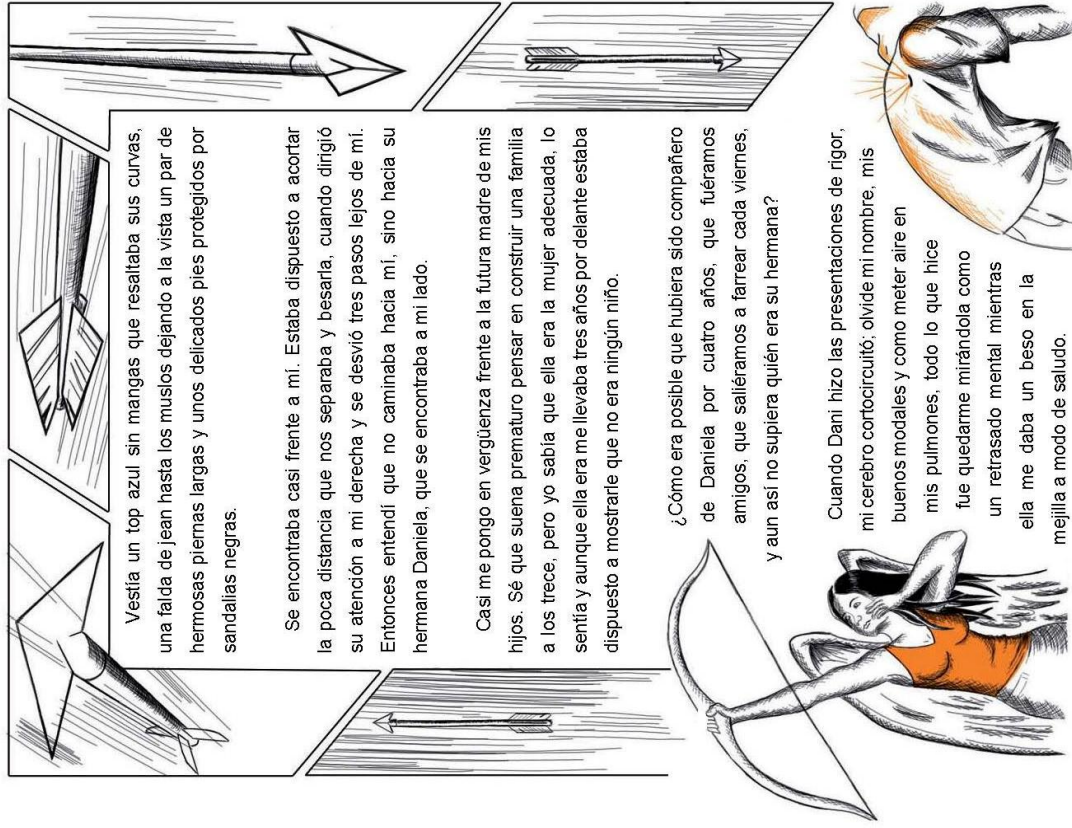 Vestía un top azul sin mangas que resaltaba sus curvas,
una falda de jean hasta los muslos dejando a la vista un par de
hermosas piernas largas y unos delicados pies protegidos por
sandalias negras.
Se encontraba casi frente a mí. Estaba dispuesto a acortar
la poca distancia que nos separaba y besarla, cuando dirigió
su atención a mi derecha y se desvió tres pasos lejos de mí.
Entonces entendí que no caminaba hacia mí, sino hacia su
hermana Daniela, que se encontraba a mi lado.
Casi me pongo en vergüenza frente a la futura madre de mis
hijos. Sé que suena prematuro pensar en construir una familia
a los trece, pero yo sabía que ella era la mujer adecuada, lo
sentía y aunque ella era me llevaba tres años por delante estaba
dispuesto a mostrarle que no era ningún niño.
¿Cómo era posible que hubiera sido compañero
de Daniela por cuatro años, que fuéramos
amigos, que saliéramos a farrear cada viernes,
y aun así no supiera quién era su hermana?
Cuando Dani hizo las presentaciones de rigor,
mi cerebro cortocircuitó; olvide mi nombre, mis
buenos modales y como meter aire en
mis pulmones, todo lo que hice
fue quedarme mirándola como
un retrasado mental mientras
ella me daba un beso en la
mejilla a modo de saludo.